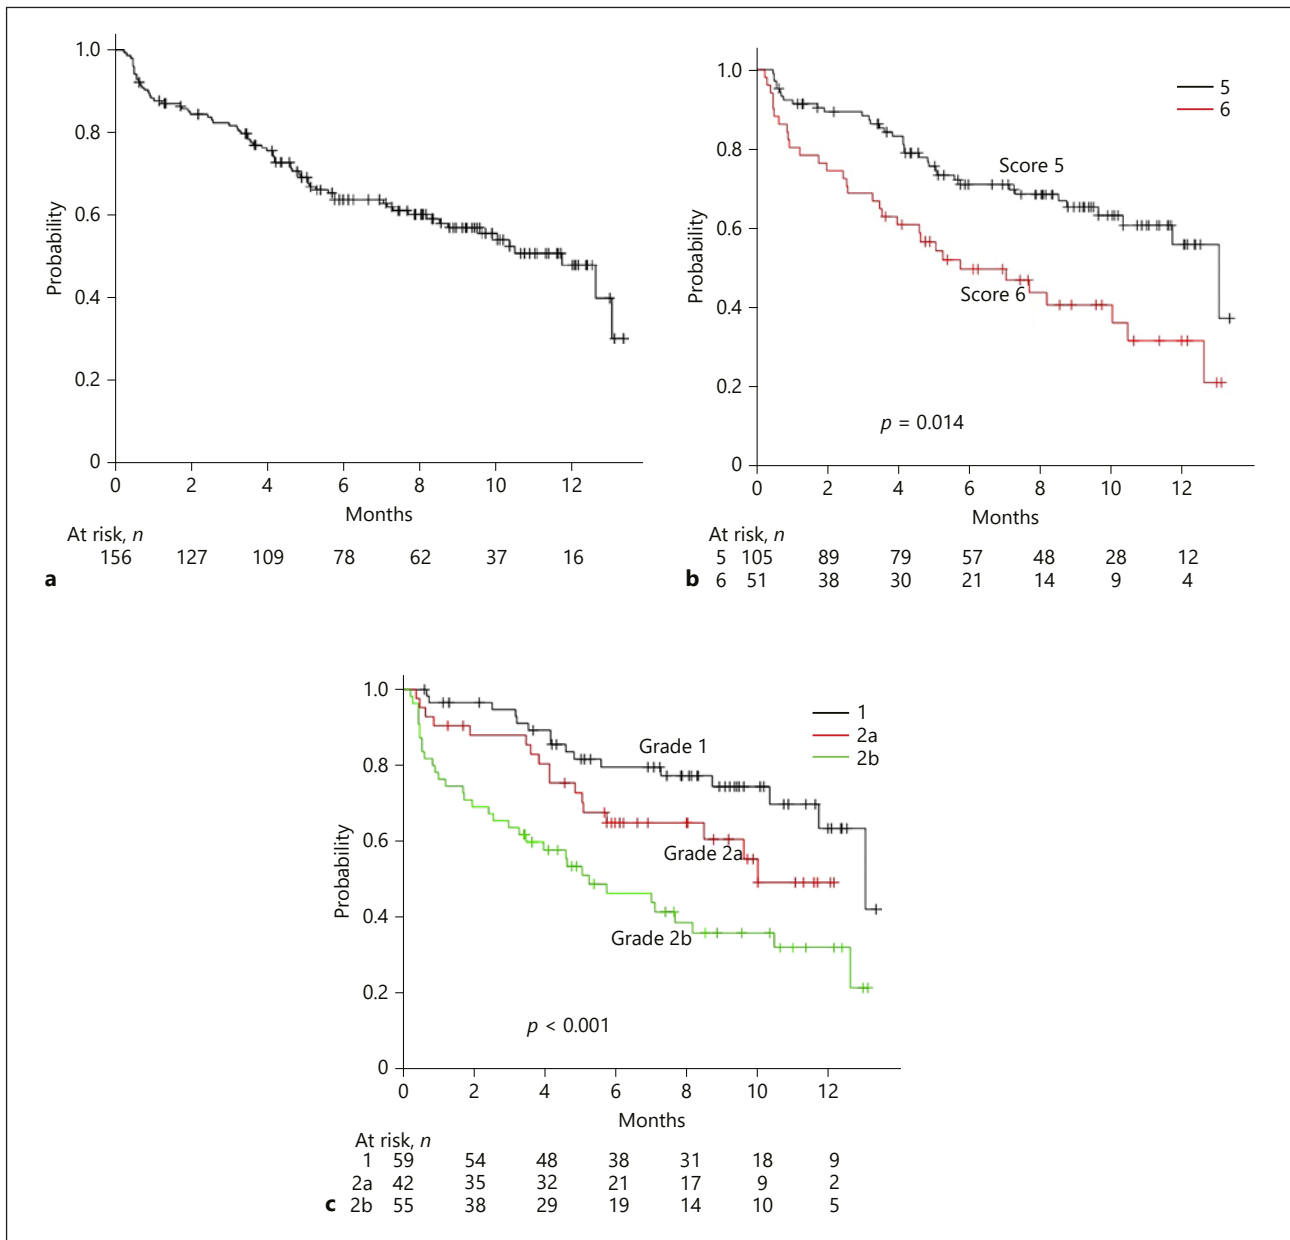 1.0
0.8
0.6
0.4
0.2
0
Probability
0 2 4 6 8 10 12
Months
At risk, n
156 127 109 78 62 37 16
a
1.0
0.8
0.6
0.4
0.2
0
Probability
5
6
Score 5
Score 6
p = 0.014
0 2 4 6 8 10 12
Months
At risk, n
5 105 89 79 57 48 28 12
b 6 51 38 30 21 14 9 4
1.0
0.8
0.6
0.4
0.2
0
Probability
1
2a
2b
Grade 1
Grade 2a
Grade 2b
p < 0.001
0 2 4 6 8 10 12
Months
At risk, n
1 59 54 48 38 31 18 9
2a 42 35 32 21 17 9 2
c 2b 55 38 29 19 14 10 5